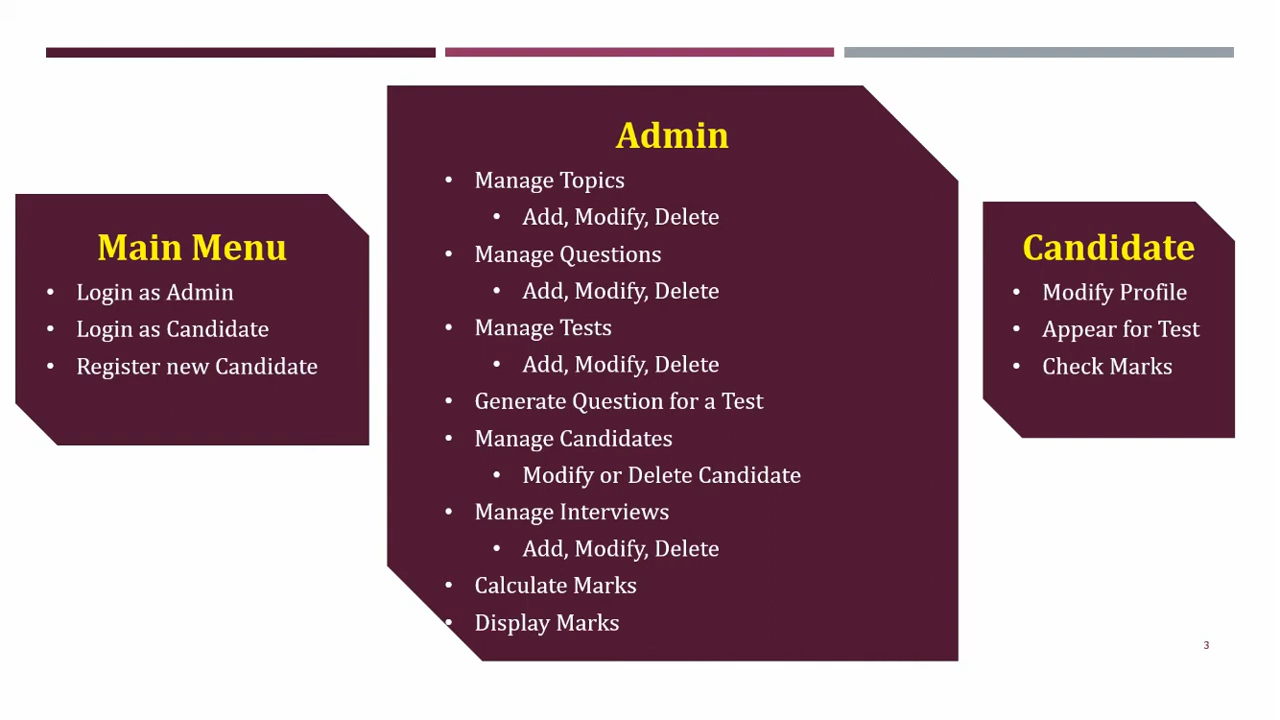 Main Menu
• Login as Admin
• Login as Candidate
• Register new Candidate
Admin
• Manage Topics
• Add, Modify, Delete
• Manage Questions
• Add, Modify, Delete
• Manage Tests
• Add, Modify, Delete
• Generate Question for a Test
• Manage Candidates
• Modify or Delete Candidate
• Manage Interviews
• Add, Modify, Delete
• Calculate Marks
• Display Marks
Candidate
• Modify Profile
• Appear for Test
• Check Marks
3